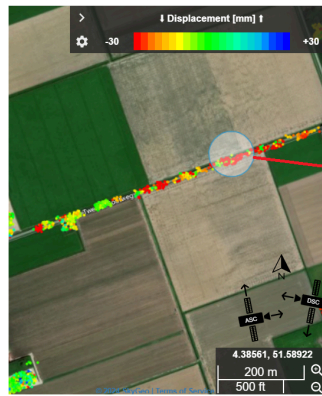 ⭣ Displacement [mm] ⭡
-30
+30
ASC
DSC
4.38561, 51.58922
200 m
500 ft